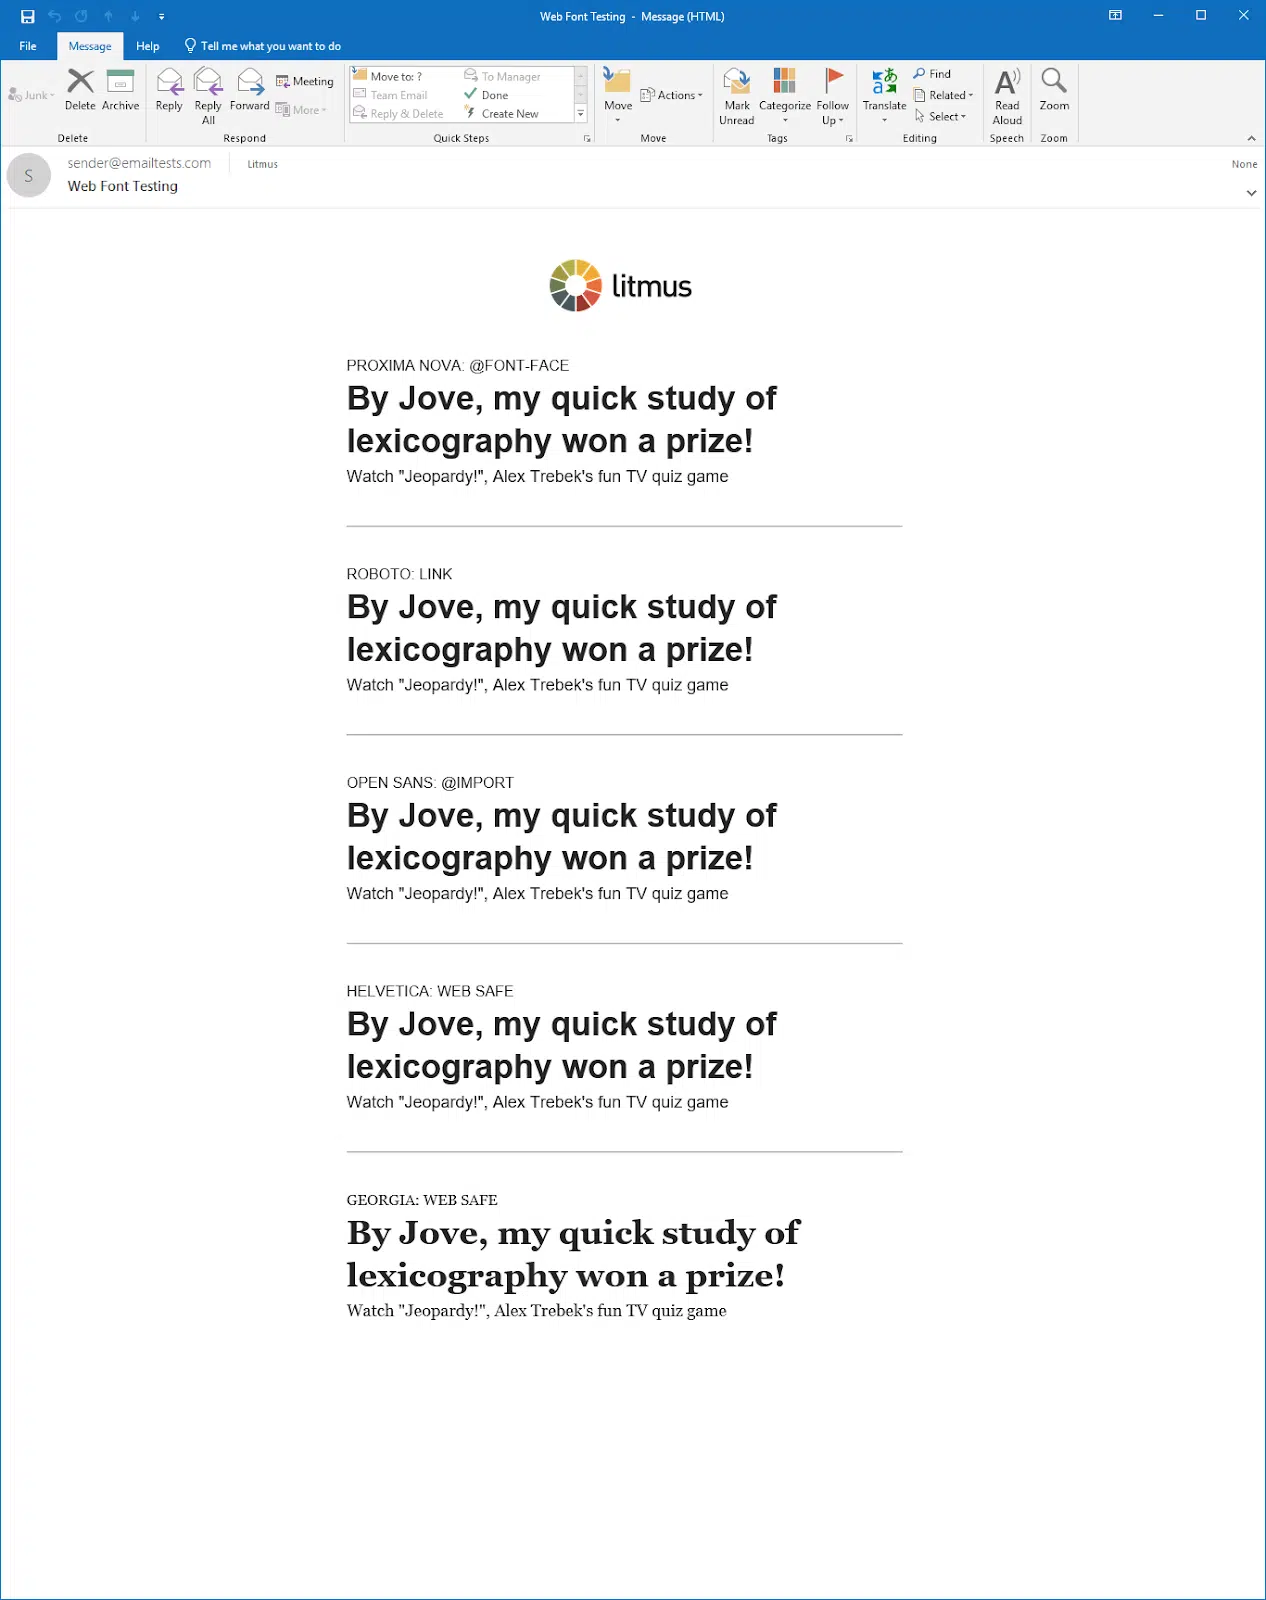 Web Font Testing - Message (HTML)
File Message Help Tell me what you want to do
Junk
Delete
Archive
Delete
Reply
Reply All
Forward
Meeting
More
Respond
Move to: ?
Team Email
Reply & Delete
To Manager
Done
Create New
Quick Steps
Move
Actions
Move
Mark Unread
Categorize
Follow Up
Tags
Translate
Find
Related
Select
Editing
Read Aloud
Speech
Zoom
Zoom
S
sender@emailtests.com Litmus
None
Web Font Testing
litmus
PROXIMA NOVA: @FONT-FACE
By Jove, my quick study of
lexicography won a prize!
Watch "Jeopardy!", Alex Trebek's fun TV quiz game
ROBOTO: LINK
By Jove, my quick study of
lexicography won a prize!
Watch "Jeopardy!", Alex Trebek's fun TV quiz game
OPEN SANS: @IMPORT
By Jove, my quick study of
lexicography won a prize!
Watch "Jeopardy!", Alex Trebek's fun TV quiz game
HELVETICA: WEB SAFE
By Jove, my quick study of
lexicography won a prize!
Watch "Jeopardy!", Alex Trebek's fun TV quiz game
GEORGIA: WEB SAFE
By Jove, my quick study of
lexicography won a prize!
Watch "Jeopardy!", Alex Trebek's fun TV quiz game